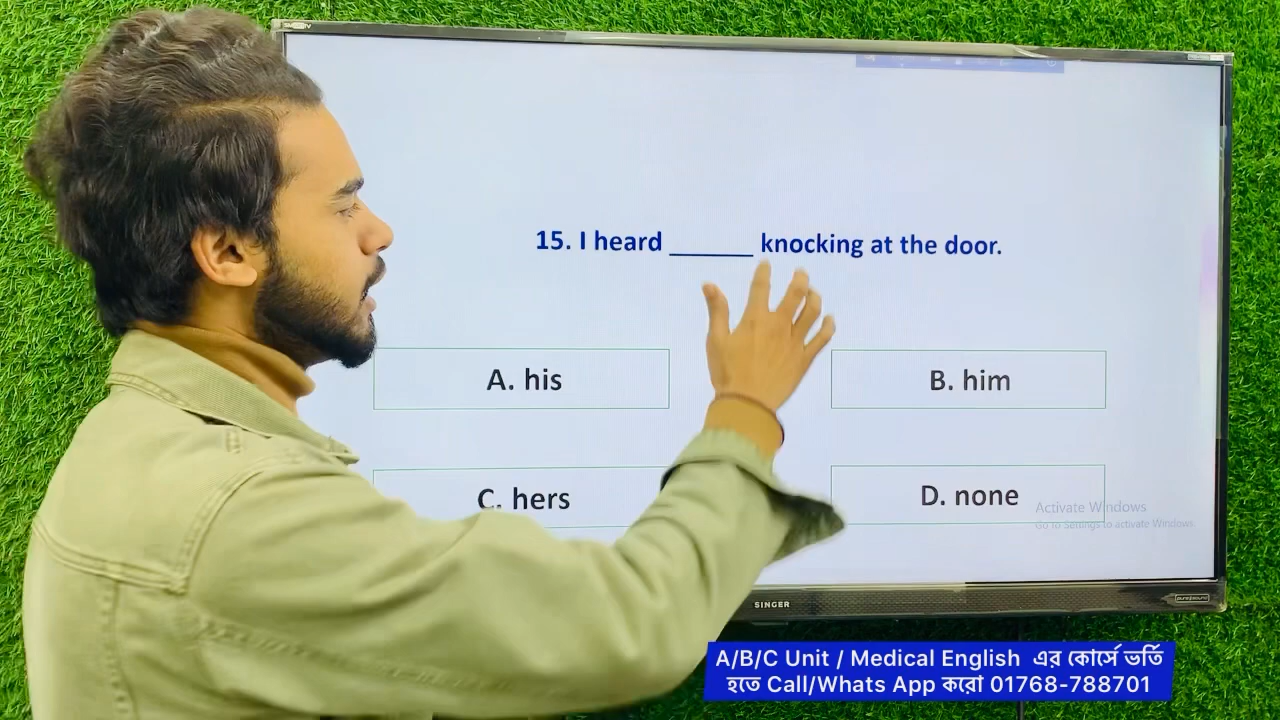 15. I heard ______ knocking at the door.
A. his
B. him
C. hers
D. none
Activate Windows
Go to Settings to activate Windows.
SINGER
A/B/C Unit / Medical English এর কোর্সে ভর্তি
হতে Call/Whats App করো 01768-788701